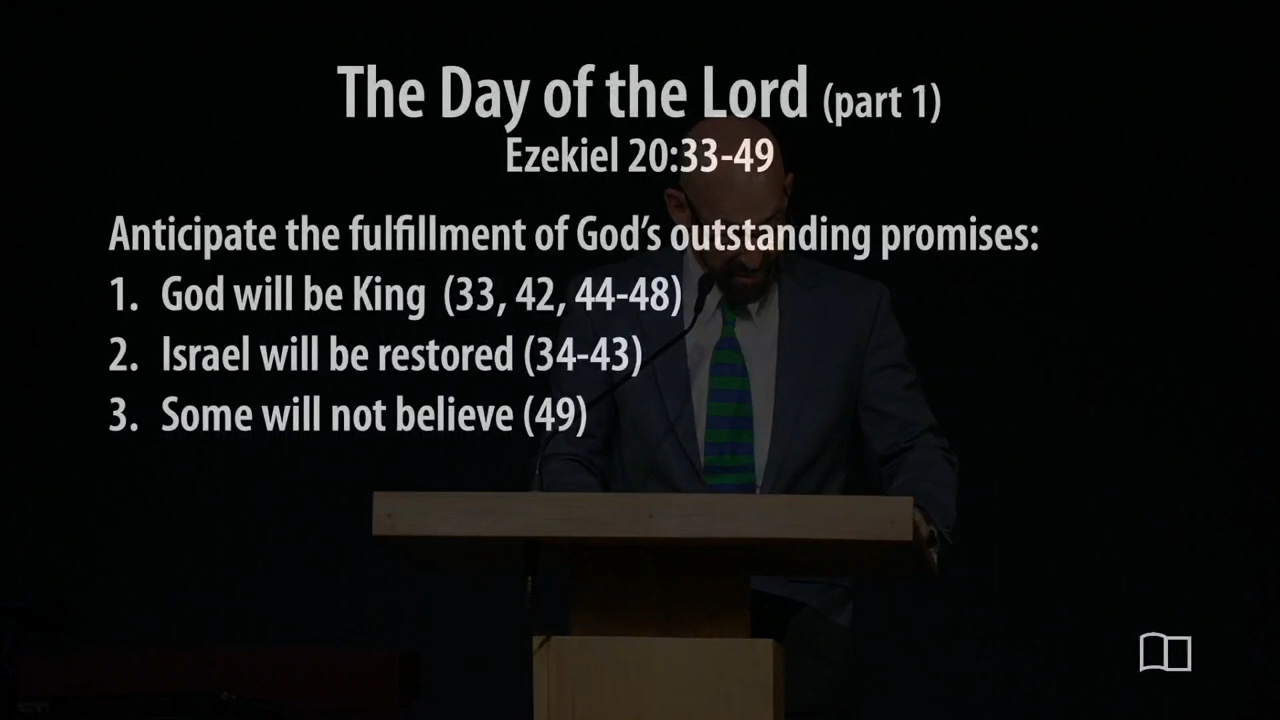 The Day of the Lord (part 1)
Ezekiel 20:33-49
Anticipate the fulfillment of God’s outstanding promises:
1. God will be King (33, 42, 44-48)
2. Israel will be restored (34-43)
3. Some will not believe (49)